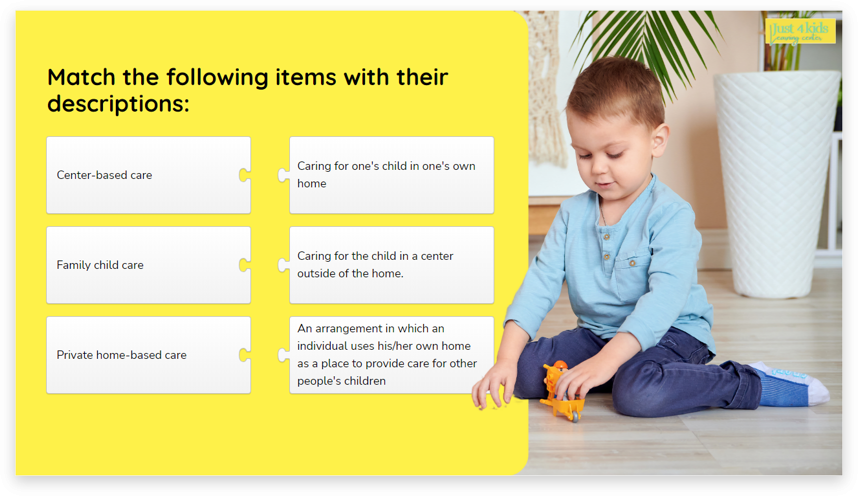 Just 4 kids
Match the following items with their
descriptions:
Center-based care
Caring for one's child in one's own
home
Family child care
Caring for the child in a center
outside of the home.
Private home-based care
An arrangement in which an
individual uses his/her own home
as a place to provide care for other
people's children